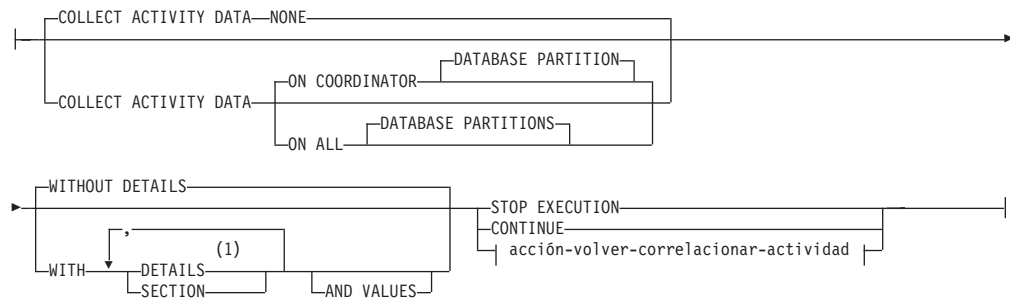 COLLECT ACTIVITY DATA NONE
DATABASE PARTITION
ON COORDINATOR
COLLECT ACTIVITY DATA
DATABASE PARTITIONS
ON ALL
WITHOUT DETAILS
STOP EXECUTION
,
CONTINUE
(1)
acción-volver-correlacionar-actividad
WITH DETAILS
SECTION AND VALUES